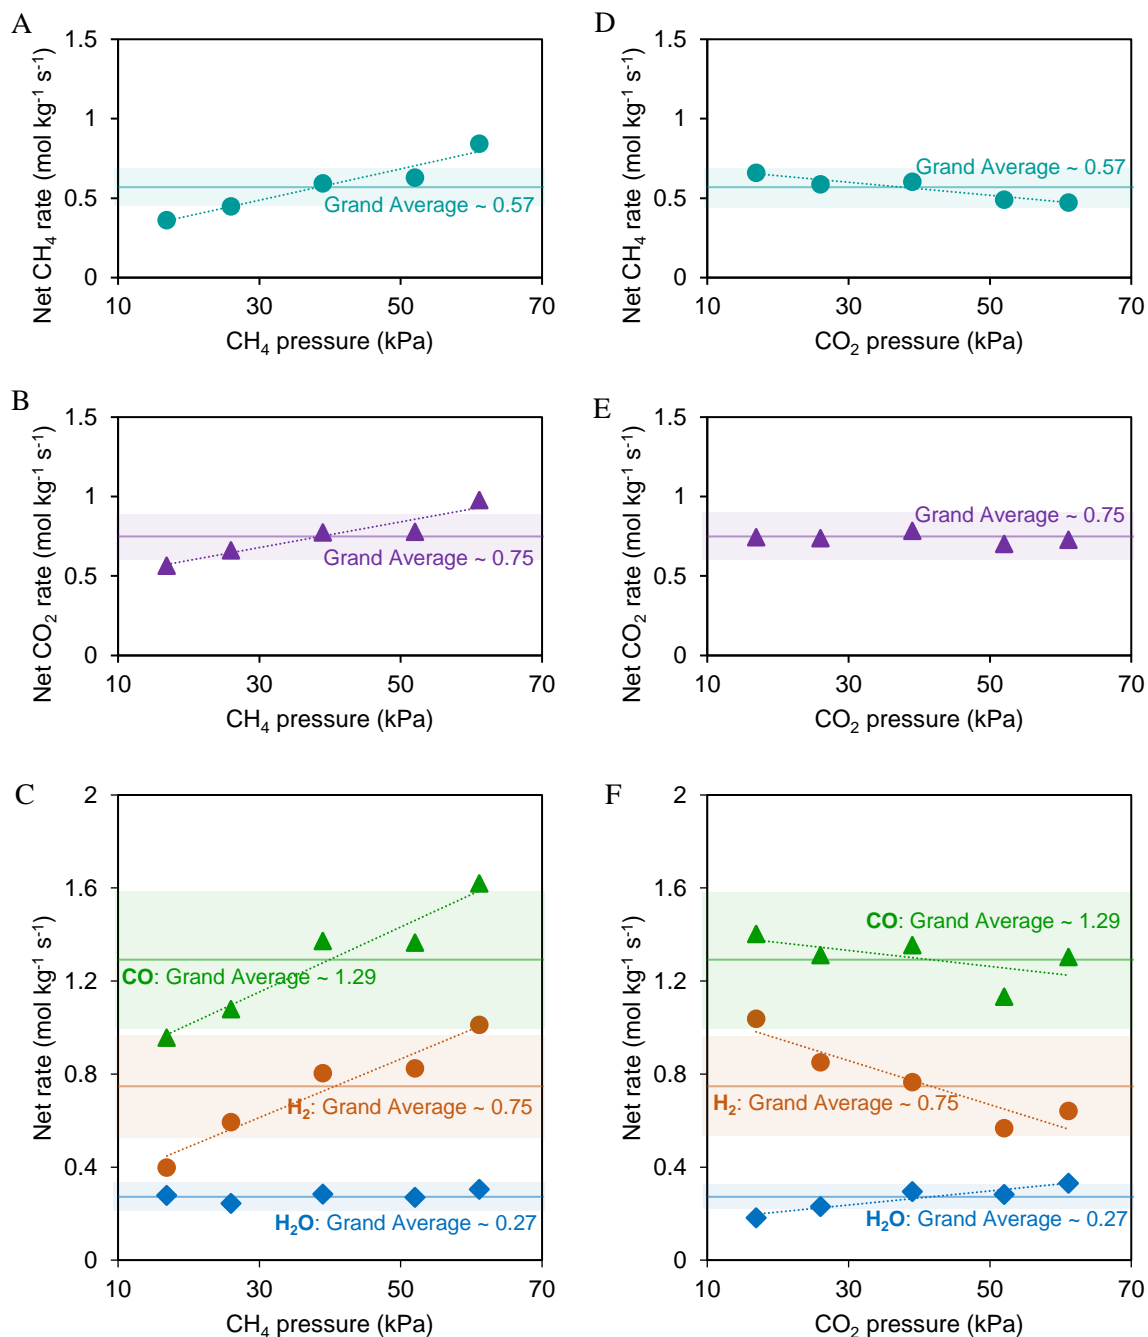 A
Net CH₄ rate (mol kg⁻¹ s⁻¹)
1.5
1
0.5
0
Grand Average ~ 0.57
10 30 50 70
CH₄ pressure (kPa)
D
Net CH₄ rate (mol kg⁻¹ s⁻¹)
1.5
1
0.5
0
Grand Average ~ 0.57
10 30 50 70
CO₂ pressure (kPa)
B
Net CO₂ rate (mol kg⁻¹ s⁻¹)
1.5
1
0.5
0
Grand Average ~ 0.75
10 30 50 70
CH₄ pressure (kPa)
E
Net CO₂ rate (mol kg⁻¹ s⁻¹)
1.5
1
0.5
0
Grand Average ~ 0.75
10 30 50 70
CO₂ pressure (kPa)
C
Net rate (mol kg⁻¹ s⁻¹)
2
1.6
1.2
0.8
0.4
0
CO: Grand Average ~ 1.29
H₂: Grand Average ~ 0.75
H₂O: Grand Average ~ 0.27
10 30 50 70
CH₄ pressure (kPa)
F
Net rate (mol kg⁻¹ s⁻¹)
2
1.6
1.2
0.8
0.4
0
CO: Grand Average ~ 1.29
H₂: Grand Average ~ 0.75
H₂O: Grand Average ~ 0.27
10 30 50 70
CO₂ pressure (kPa)